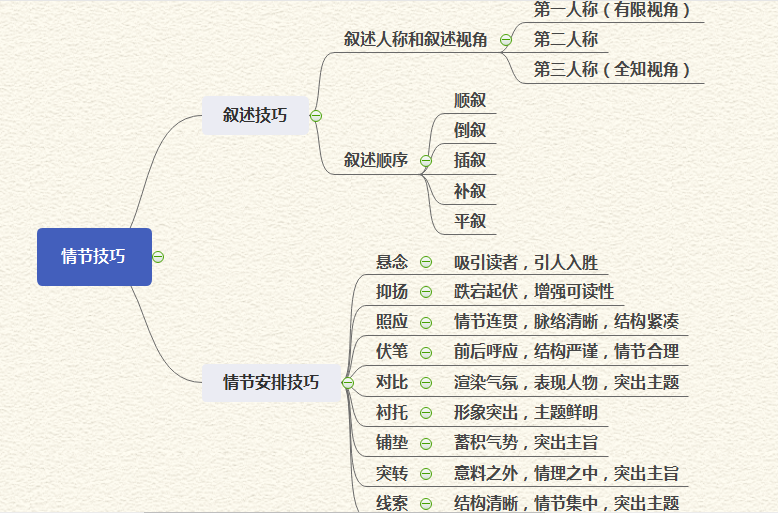 情节技巧
叙述技巧
叙述人称和叙述视角
第一人称（有限视角）
第二人称
第三人称（全知视角）
叙述顺序
顺叙
倒叙
插叙
补叙
平叙
情节安排技巧
悬念 吸引读者，引人入胜
抑扬 跌宕起伏，增强可读性
照应 情节连贯，脉络清晰，结构紧凑
伏笔 前后呼应，结构严谨，情节合理
对比 渲染气氛，表现人物，突出主题
衬托 形象突出，主题鲜明
铺垫 蓄积气势，突出主旨
突转 意料之外，情理之中，突出主旨
线索 结构清晰，情节集中，突出主题